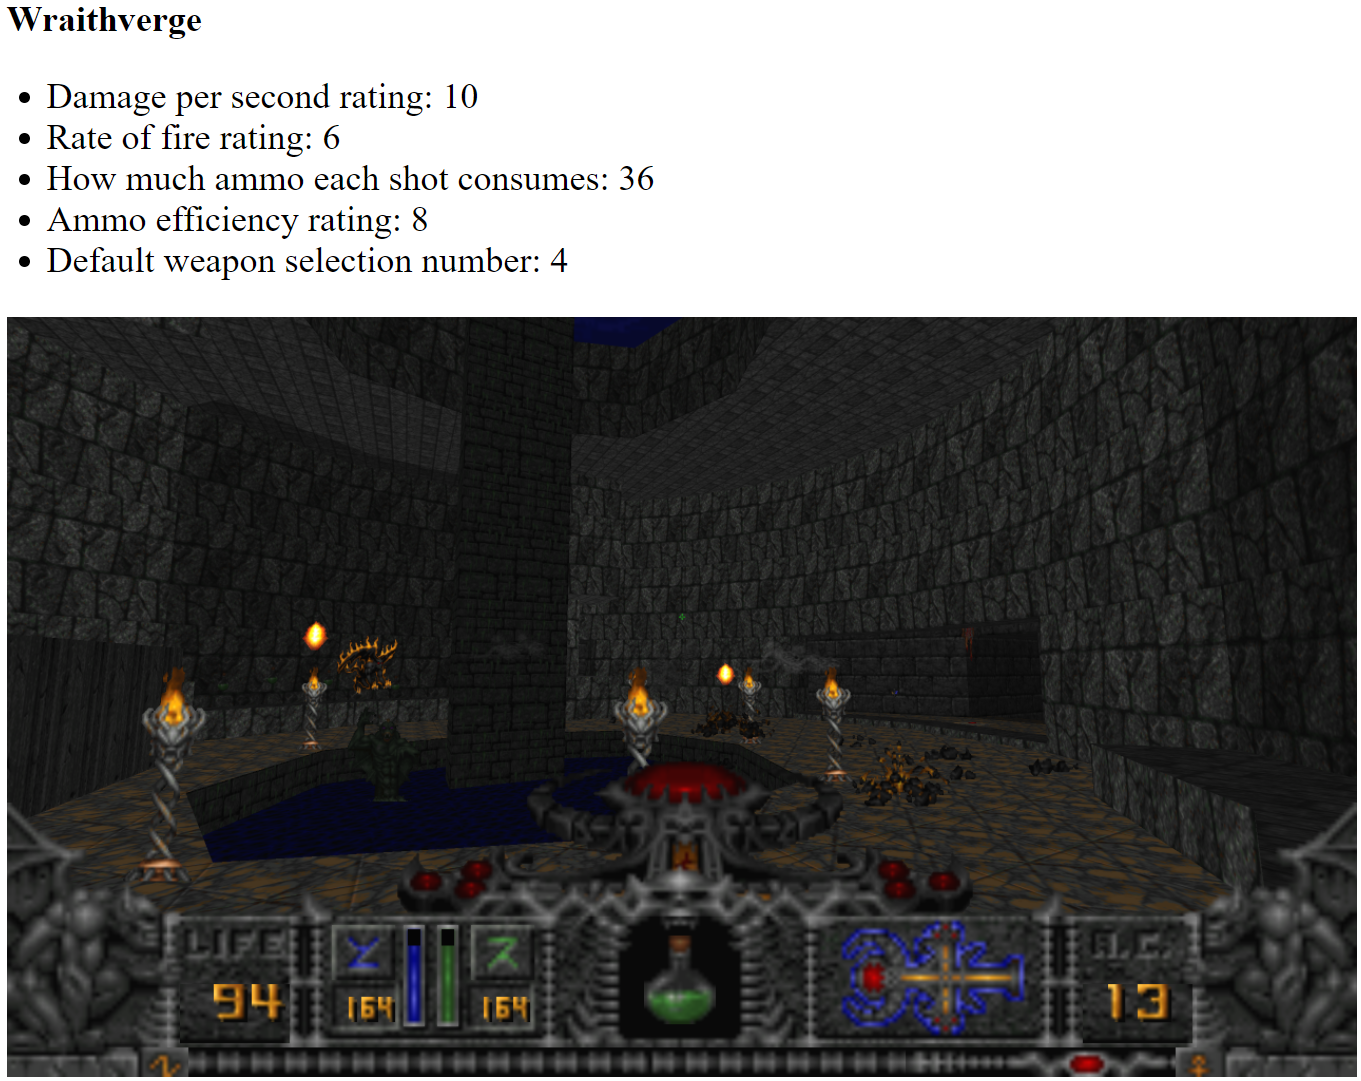 Wraithverge
Damage per second rating: 10
Rate of fire rating: 6
How much ammo each shot consumes: 36
Ammo efficiency rating: 8
Default weapon selection number: 4
LIFE
A.C.
94
164
164
13